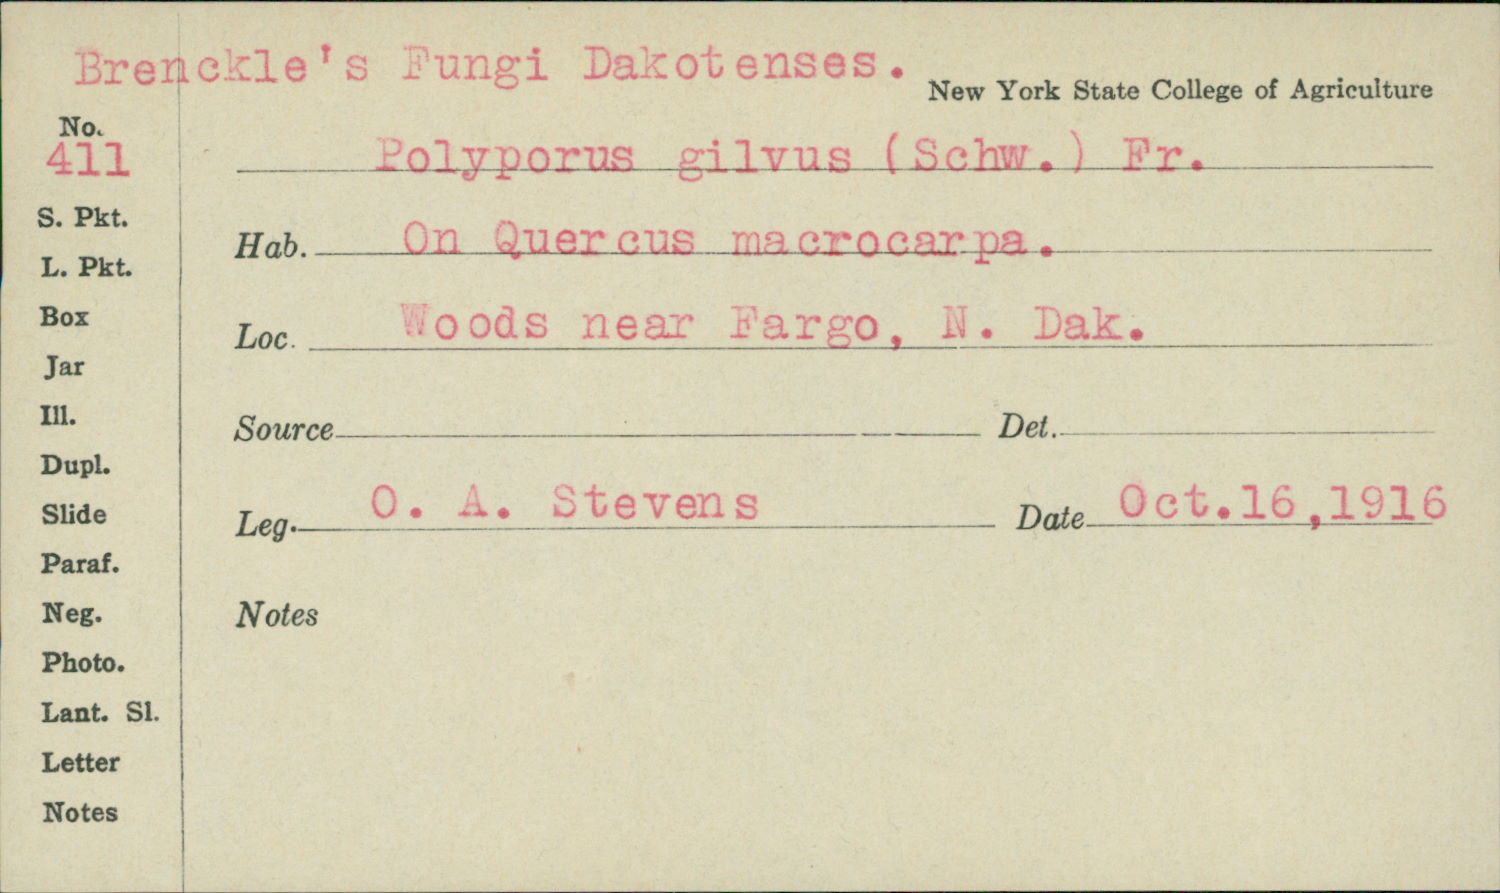 Brenckle's Fungi Dakotenses.
New York State College of Agriculture
No.
411
Polyporus gilvus (Schw.) Fr.
S. Pkt.
Hab. On Quercus macrocarpa.
L. Pkt.
Box
Loc. Woods near Fargo, N. Dak.
Jar
Ill.
Source Det.
Dupl.
Slide
Leg. O. A. Stevens Date Oct.16,1916
Paraf.
Neg.
Notes
Photo.
Lant. Sl.
Letter
Notes